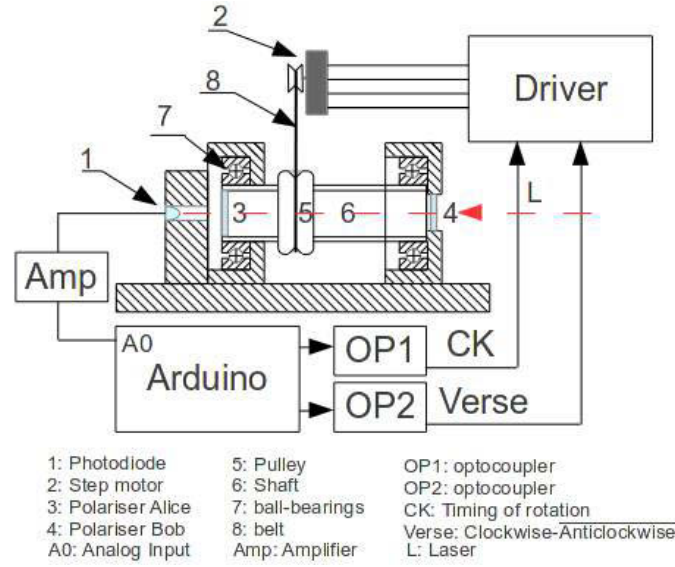 2
Driver
8
7
1
3
5
6
4
L
Amp
A0
Arduino
OP1
CK
OP2
Verse
1: Photodiode
2: Step motor
3: Polariser Alice
4: Polariser Bob
A0: Analog Input
5: Pulley
6: Shaft
7: ball-bearings
8: belt
Amp: Amplifier
OP1: optocoupler
OP2: optocoupler
CK: Timing of rotation
Verse: Clockwise-Anticlockwise
L: Laser